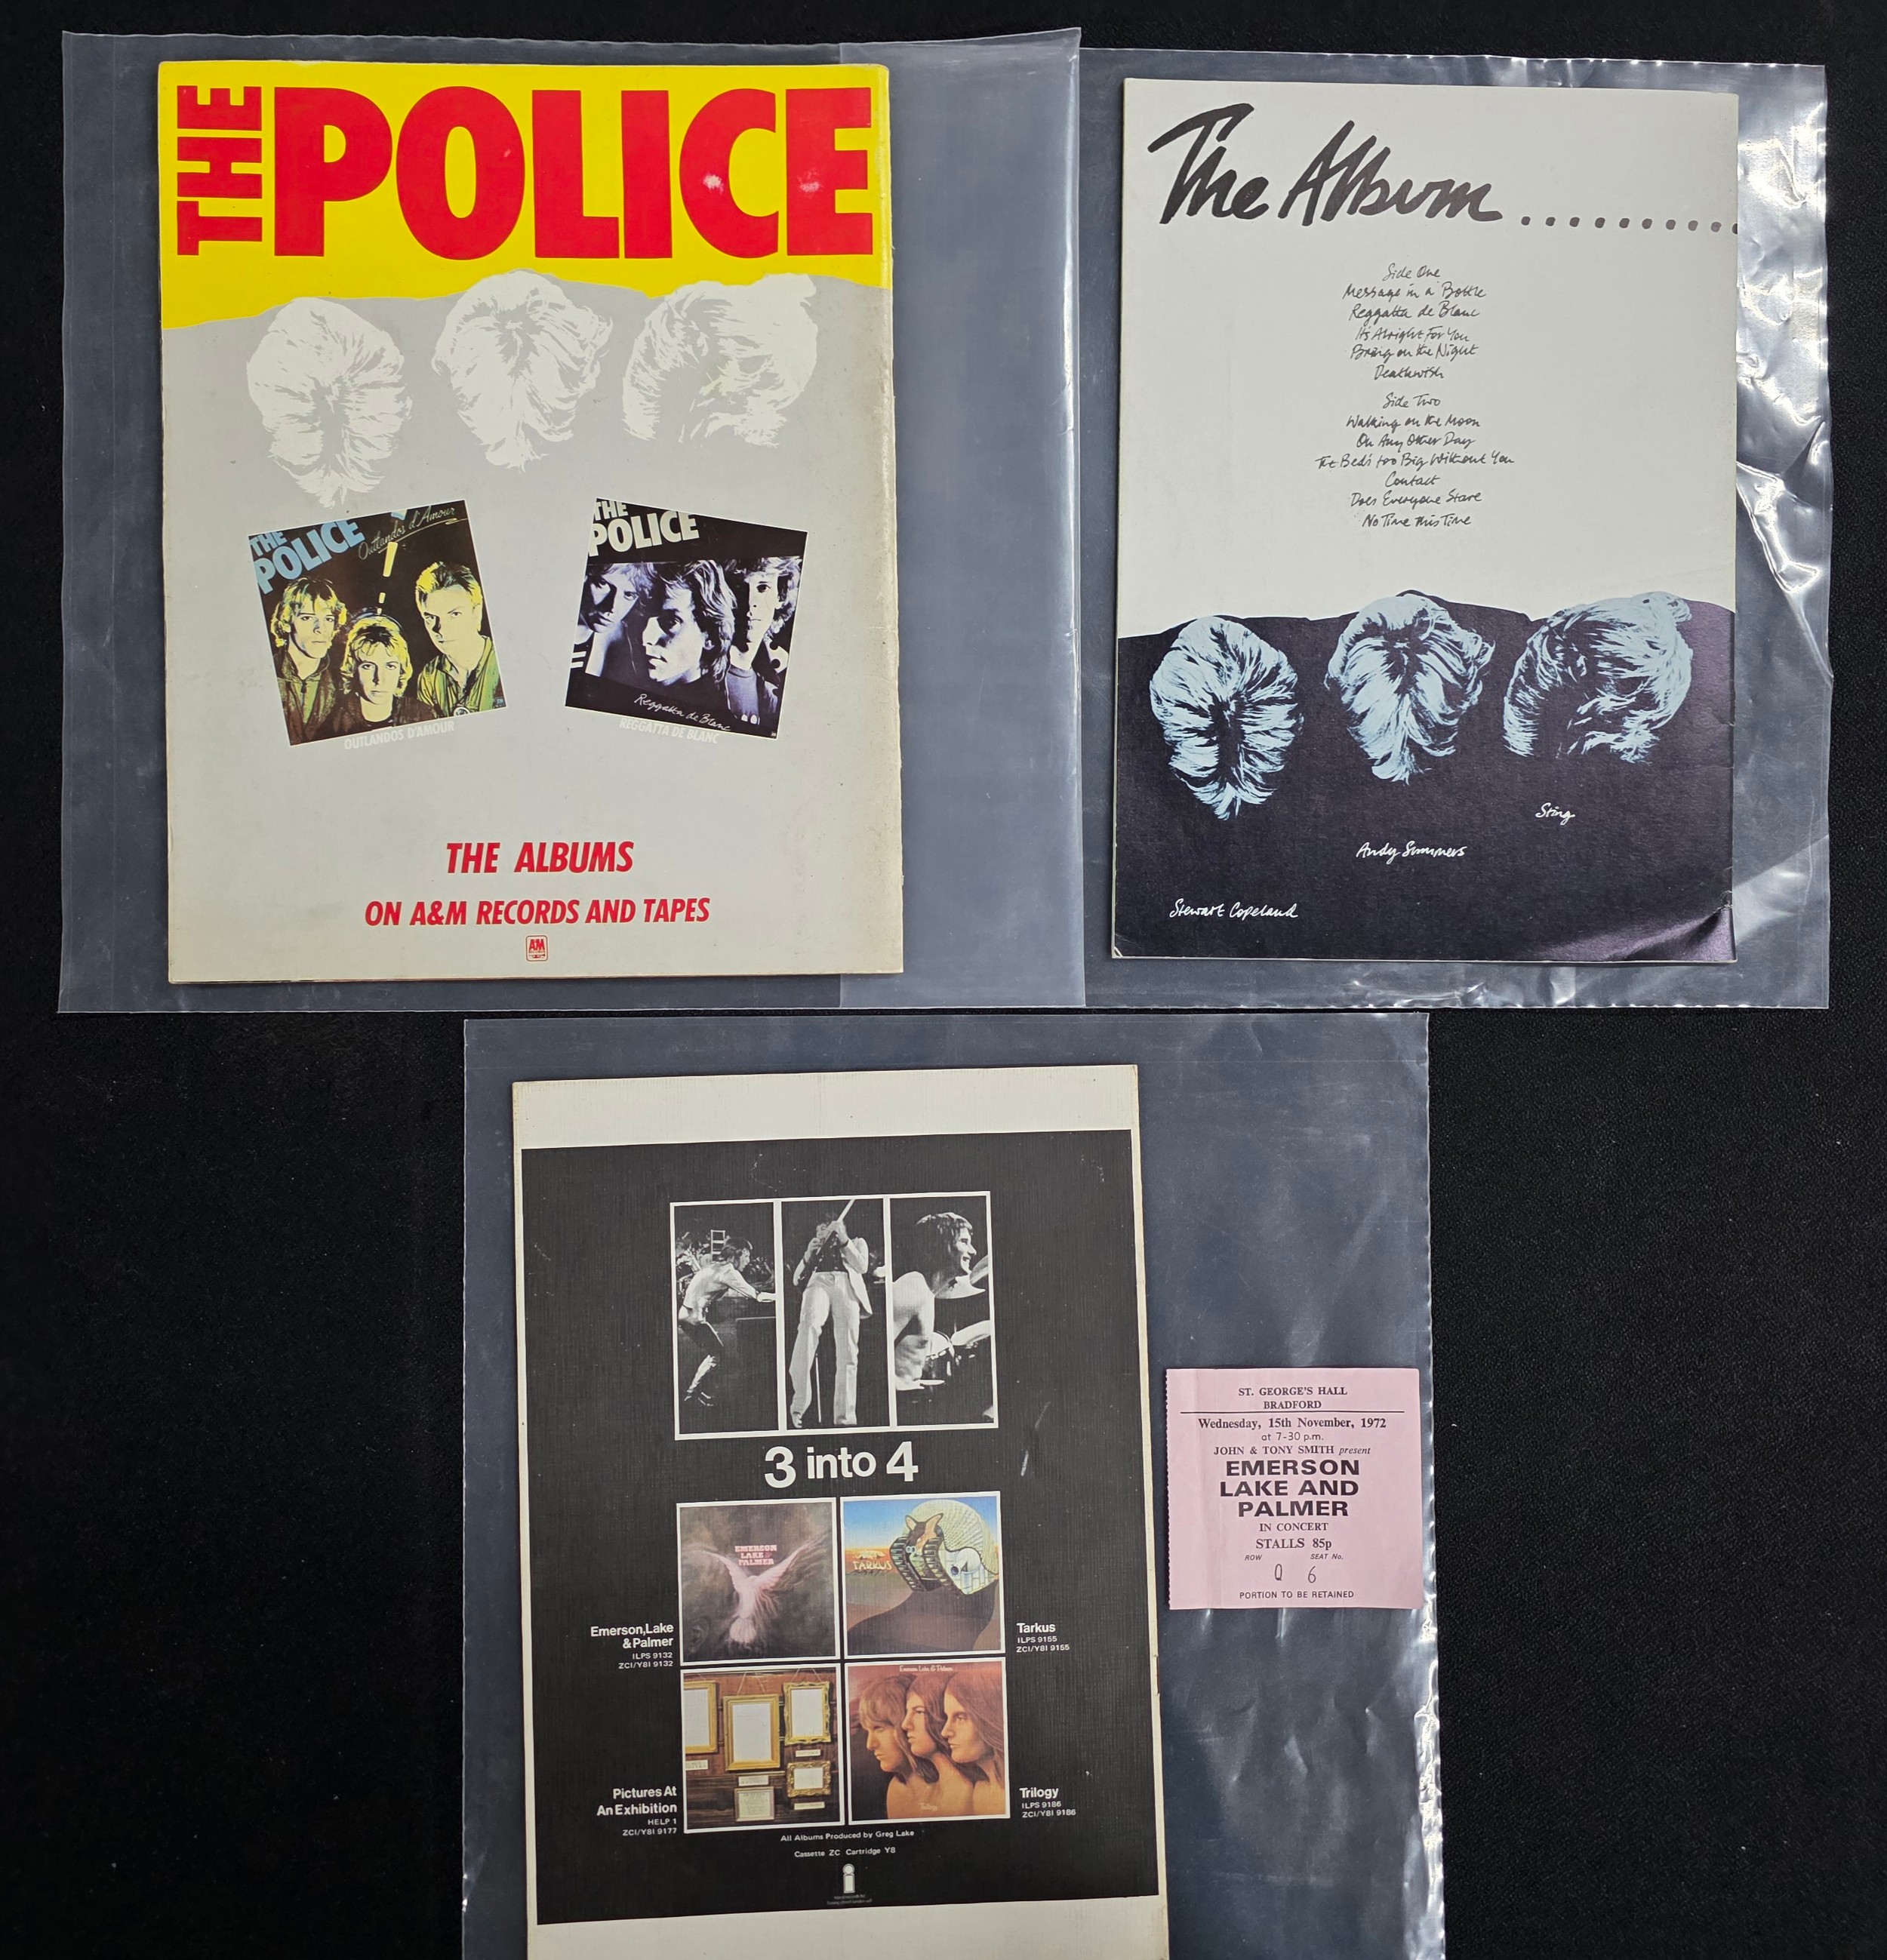 THE
POLICE
THE
POLICE
Outlandos d'Amour
OUTLANDOS D'AMOUR
THE
POLICE
Reggatta de Blanc
REGGATTA DE BLANC
THE ALBUMS
ON A&M RECORDS AND TAPES
A&M
The Album..........
Side One
Message in a Bottle
Reggatta de Blanc
Its Alright For You
Bring on the Night
Deathwish
Side Two
Walking on the Moon
On Any Other Day
The Bed's too Big Without You
Contact
Does Everyone Stare
No Time this Time
Sting
Andy Summers
Stewart Copeland
3 into 4
EMERSON
LAKE &
PALMER
TARKUS
Emerson,Lake
& Palmer
ILPS 9132
ZCI/Y8I 9132
Tarkus
ILPS 9155
ZCI/Y8I 9155
Emerson Lake & Palmer
Trilogy
Pictures At
An Exhibition
HELP 1
ZCI/Y8I 9177
Trilogy
ILPS 9186
ZCI/Y8I 9186
All Albums Produced by Greg Lake
Cassette ZC Cartridge Y8
ST. GEORGE'S HALL
BRADFORD
Wednesday, 15th November, 1972
at 7-30 p.m.
JOHN & TONY SMITH present
EMERSON
LAKE AND
PALMER
IN CONCERT
STALLS 85p
ROW SEAT No.
Q 6
PORTION TO BE RETAINED